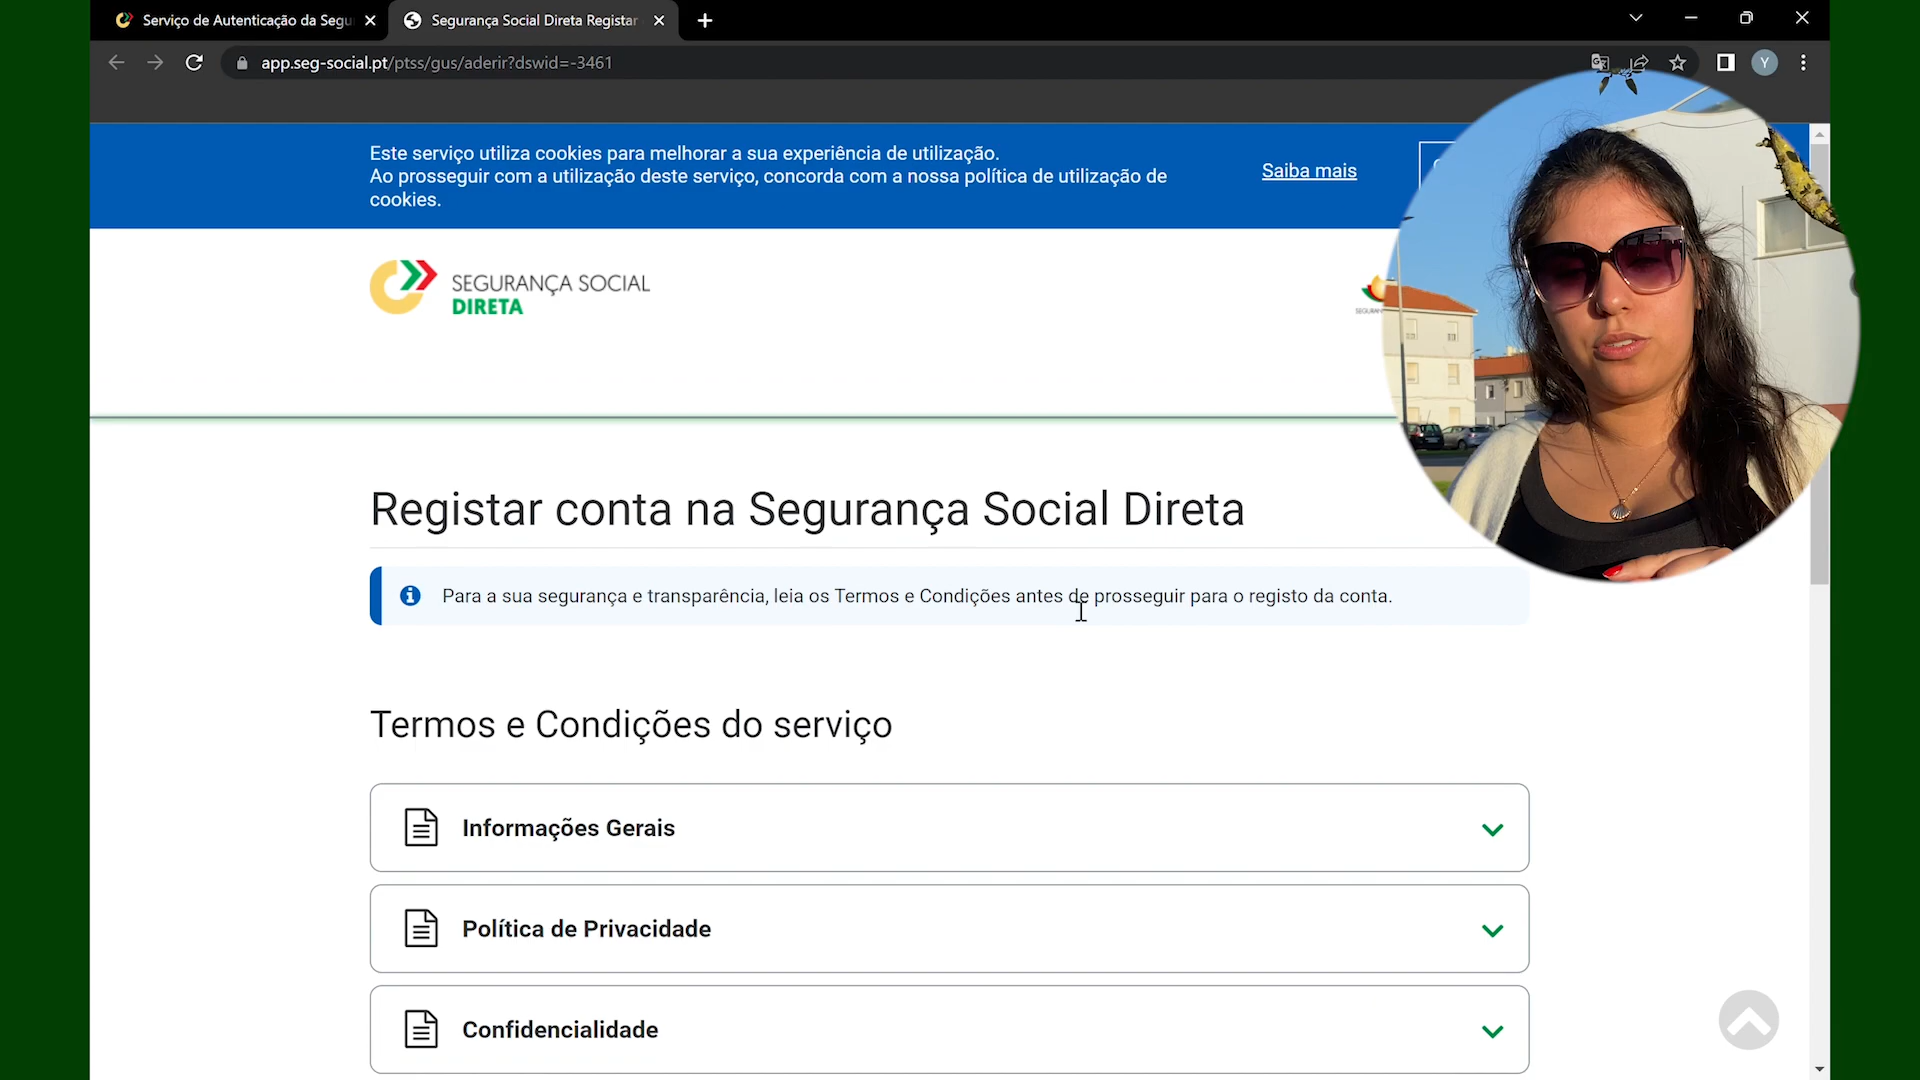 Serviço de Autenticação da Segu
Segurança Social Direta Registar
app.seg-social.pt/ptss/gus/aderir?dswid=-3461
Y
Este serviço utiliza cookies para melhorar a sua experiência de utilização.
Ao prosseguir com a utilização deste serviço, concorda com a nossa política de utilização de
cookies.
Saiba mais
SEGURANÇA SOCIAL
DIRETA
Registar conta na Segurança Social Direta
Para a sua segurança e transparência, leia os Termos e Condições antes de prosseguir para o registo da conta.
Termos e Condições do serviço
Informações Gerais
Política de Privacidade
Confidencialidade